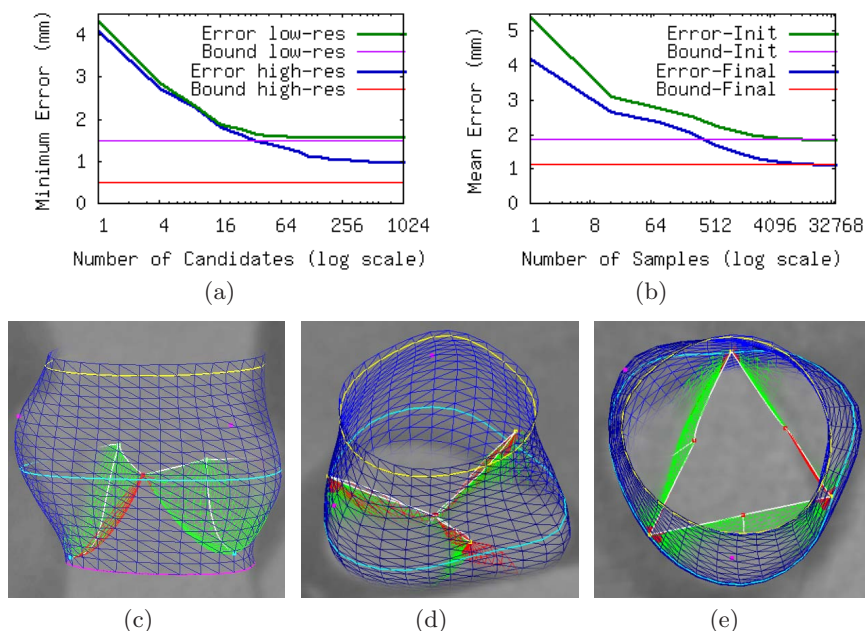 Minimum Error (mm)
4
3
2
1
0
Error low-res
Bound low-res
Error high-res
Bound high-res
1 4 16 64 256 1024
Number of Candidates (log scale)
(a)
Mean Error (mm)
5
4
3
2
1
0
Error-Init
Bound-Init
Error-Final
Bound-Final
1 8 64 512 4096 32768
Number of Samples (log scale)
(b)
(c) (d) (e)